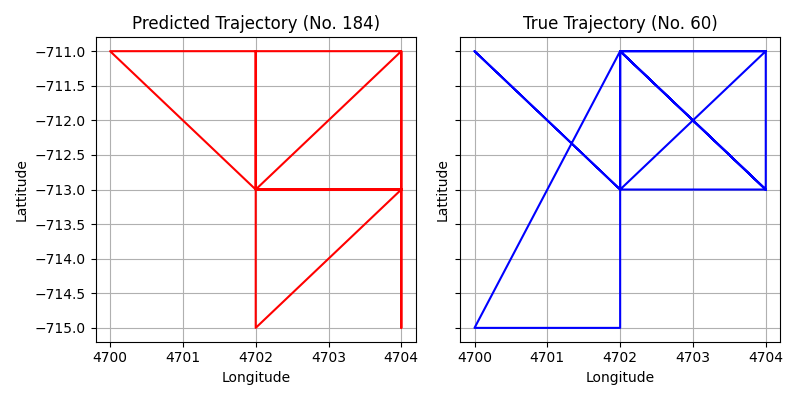 Predicted Trajectory (No. 184)
True Trajectory (No. 60)
−711.0
−711.5
−712.0
−712.5
−713.0
−713.5
−714.0
−714.5
−715.0
Lattitude
Lattitude
4700 4701 4702 4703 4704
4700 4701 4702 4703 4704
Longitude
Longitude